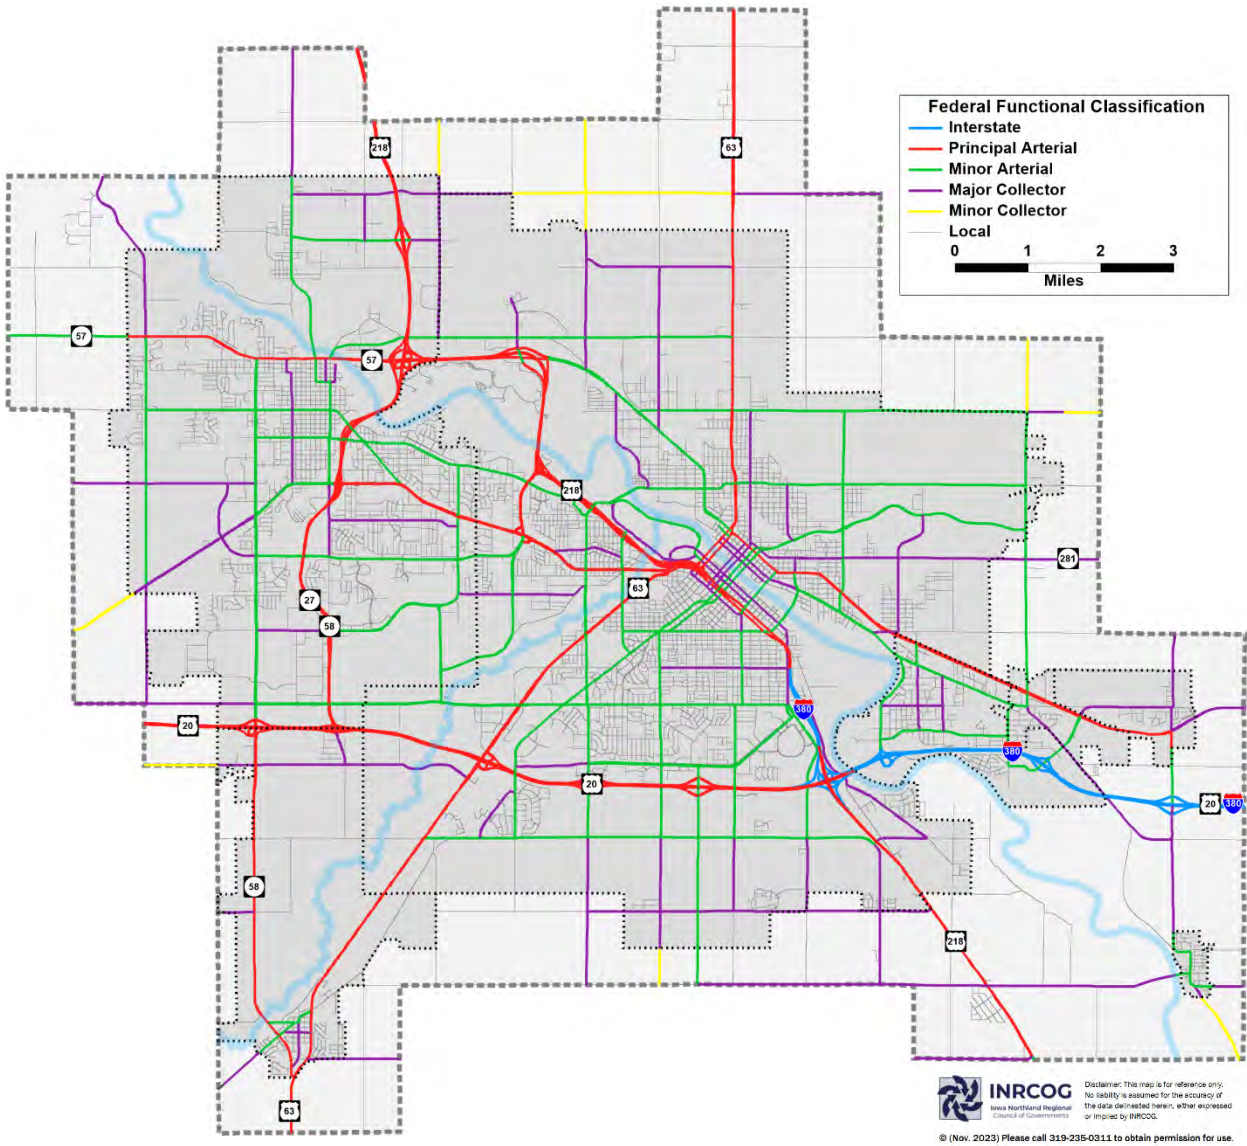 218
63
Federal Functional Classification
Interstate
Principal Arterial
Minor Arterial
Major Collector
Minor Collector
Local
0 1 2 3
Miles
57
57
218
281
63
27
58
380
20
380
20
20
380
58
218
63
INRCOG
Iowa Northland Regional
Council of Governments
Disclaimer: This map is for reference only.
No liability is assumed for the accuracy of
the data delineated herein, either expressed
or implied by INRCOG.
© (Nov. 2023) Please call 319-235-0311 to obtain permission for use.